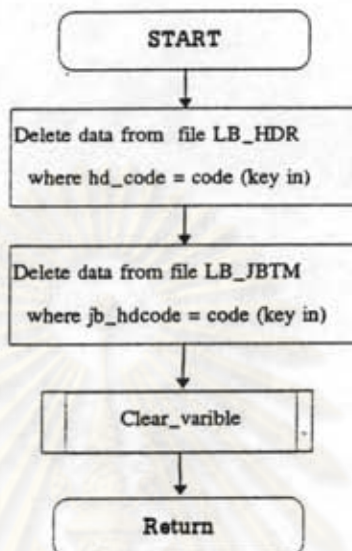 START
Delete data from file LB_HDR
where hd_code = code (key in)
Delete data from file LB_JBTM
where jb_hdcode = code (key in)
Clear_varible
Return